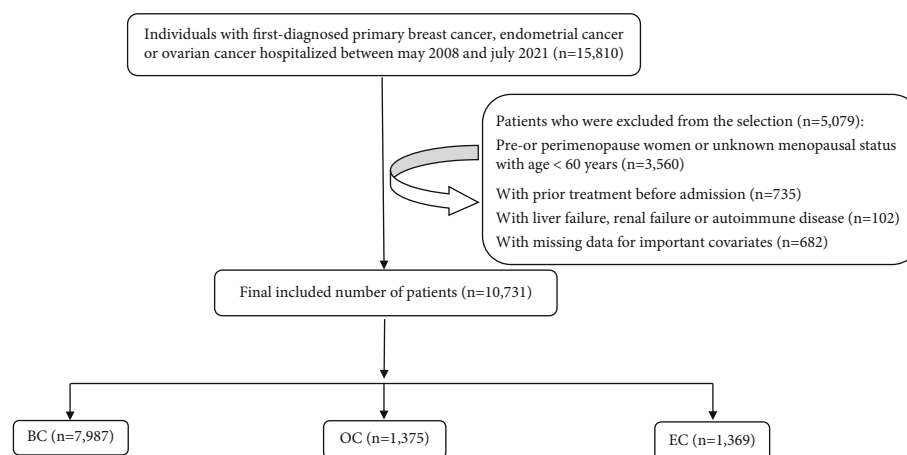 Individuals with first-diagnosed primary breast cancer, endometrial cancer
or ovarian cancer hospitalized between may 2008 and july 2021 (n=15,810)
Patients who were excluded from the selection (n=5,079):
Pre-or perimenopause women or unknown menopausal status
with age < 60 years (n=3,560)
With prior treatment before admission (n=735)
With liver failure, renal failure or autoimmune disease (n=102)
With missing data for important covariates (n=682)
Final included number of patients (n=10,731)
BC (n=7,987)
OC (n=1,375)
EC (n=1,369)